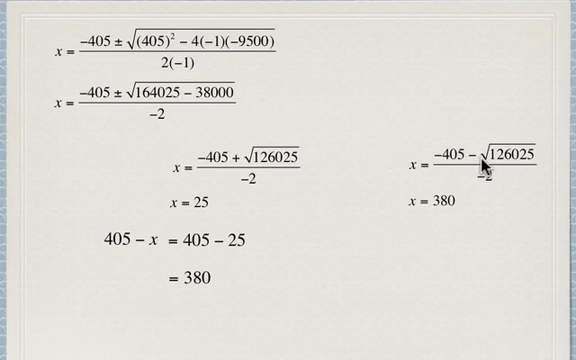 x = (−405 ± √((405)² − 4(−1)(−9500))) / 2(−1)
x = (−405 ± √(164025 − 38000)) / −2
x = (−405 + √126025) / −2
x = 25
405 − x = 405 − 25
= 380
x = (−405 − √126025) / −2
x = 380